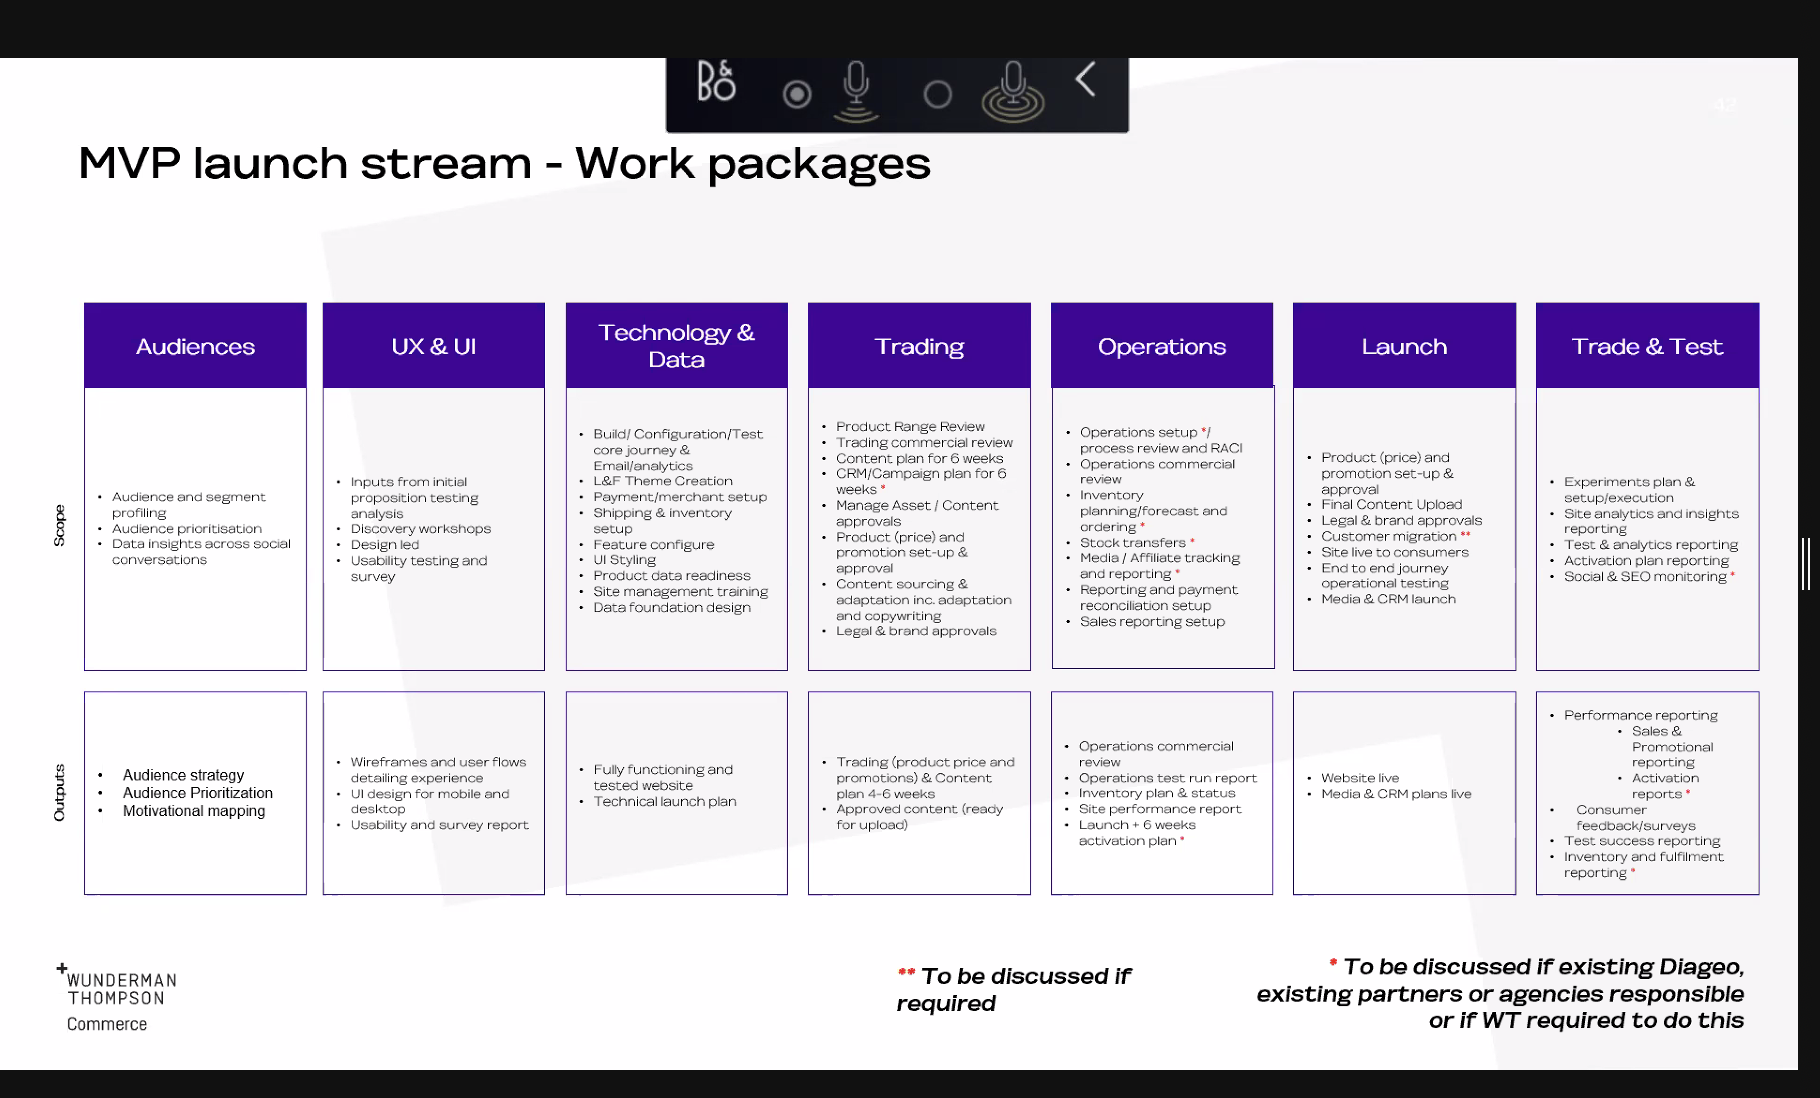 B&O
42
MVP launch stream - Work packages
Audiences
UX & UI
Technology &
Data
Trading
Operations
Launch
Trade & Test
Scope
• Audience and segment
profiling
• Audience prioritisation
• Data insights across social
conversations
• Inputs from initial
proposition testing
analysis
• Discovery workshops
• Design led
• Usability testing and
survey
• Build/ Configuration/Test
core journey &
Email/analytics
• L&F Theme Creation
• Payment/merchant setup
• Shipping & inventory
setup
• Feature configure
• UI Styling
• Product data readiness
• Site management training
• Data foundation design
• Product Range Review
• Trading commercial review
• Content plan for 6 weeks
• CRM/Campaign plan for 6
weeks *
• Manage Asset / Content
approvals
• Product (price) and
promotion set-up &
approval
• Content sourcing &
adaptation inc. adaptation
and copywriting
• Legal & brand approvals
• Operations setup */
process review and RACI
• Operations commercial
review
• Inventory
planning/forecast and
ordering *
• Stock transfers *
• Media / Affiliate tracking
and reporting *
• Reporting and payment
reconciliation setup
• Sales reporting setup
• Product (price) and
promotion set-up &
approval
• Final Content Upload
• Legal & brand approvals
• Customer migration **
• Site live to consumers
• End to end journey
operational testing
• Media & CRM launch
• Experiments plan &
setup/execution
• Site analytics and insights
reporting
• Test & analytics reporting
• Activation plan reporting
• Social & SEO monitoring *
Outputs
• Audience strategy
• Audience Prioritization
• Motivational mapping
• Wireframes and user flows
detailing experience
• UI design for mobile and
desktop
• Usability and survey report
• Fully functioning and
tested website
• Technical launch plan
• Trading (product price and
promotions) & Content
plan 4-6 weeks
• Approved content (ready
for upload)
• Operations commercial
review
• Operations test run report
• Inventory plan & status
• Site performance report
• Launch + 6 weeks
activation plan *
• Website live
• Media & CRM plans live
• Performance reporting
• Sales &
Promotional
reporting
• Activation
reports *
• Consumer
feedback/surveys
• Test success reporting
• Inventory and fulfilment
reporting *
+WUNDERMAN
THOMPSON
Commerce
** To be discussed if
required
* To be discussed if existing Diageo,
existing partners or agencies responsible
or if WT required to do this